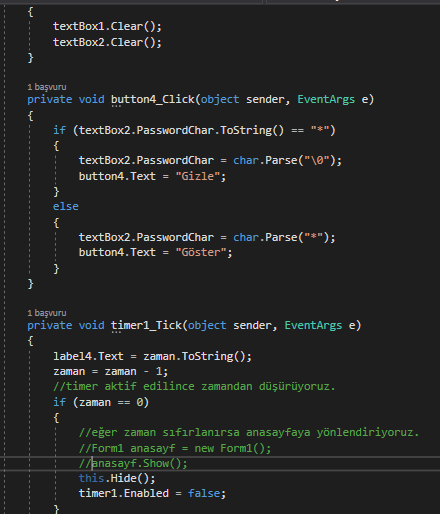 {
textBox1.Clear();
textBox2.Clear();
}
1 başvuru
private void button4_Click(object sender, EventArgs e)
{
if (textBox2.PasswordChar.ToString() == "*")
{
textBox2.PasswordChar = char.Parse("\0");
button4.Text = "Gizle";
}
else
{
textBox2.PasswordChar = char.Parse("*");
button4.Text = "Göster";
}
}
1 başvuru
private void timer1_Tick(object sender, EventArgs e)
{
label4.Text = zaman.ToString();
zaman = zaman - 1;
//timer aktif edilince zamandan düşürüyoruz.
if (zaman == 0)
{
//eğer zaman sıfırlanırsa anasayfaya yönlendiriyoruz.
//Form1 anasayf = new Form1();
//anasayf.Show();
this.Hide();
timer1.Enabled = false;
}